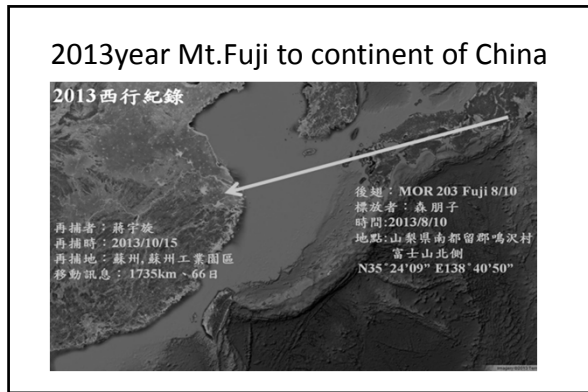 2013year Mt.Fuji to continent of China
2013西行紀錄
後翅：MOR 203 Fuji 8/10
標放者：森朋子
時間:2013/8/10
地點:山梨県南都留郡鳴沢村
富士山北側
N35°24'09" E138°40'50"
再捕者：蔣宇旋
再捕時：2013/10/15
再捕地：蘇州,蘇州工業園區
移動訊息：1735km、66日